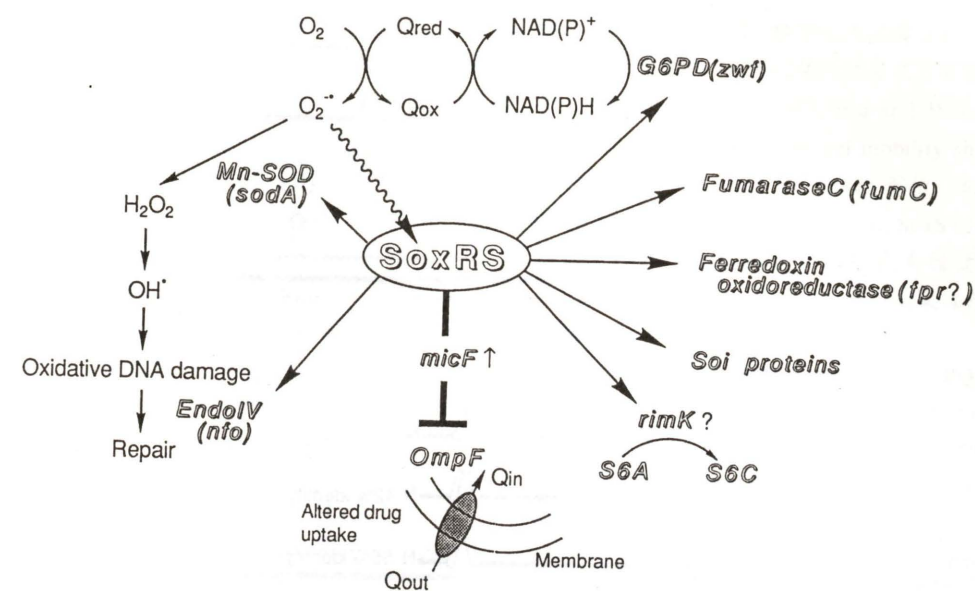 O₂ Qred NAD(P)⁺
G6PD(zwf)
O₂⁻• Qox NAD(P)H
Mn-SOD
(sodA)
FumaraseC(fumC)
H₂O₂
SoxRS
Ferredoxin
oxidoreductase(fpr?)
OH•
micF↑
Soi proteins
Oxidative DNA damage
EndoIV
(nfo)
rimK ?
Repair
OmpF
S6A S6C
Qin
Altered drug
uptake
Membrane
Qout